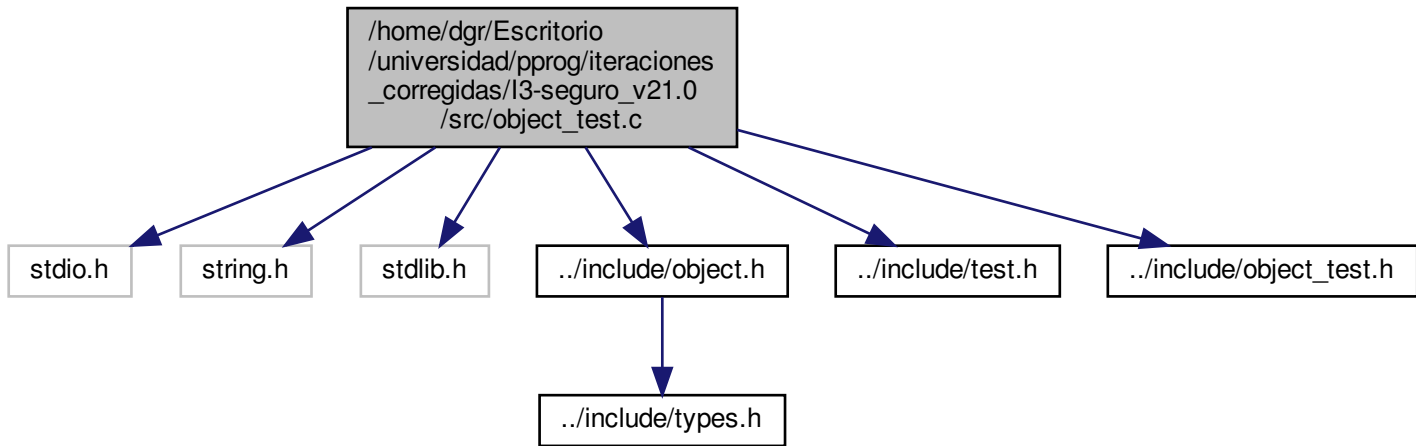 /home/dgr/Escritorio
/universidad/pprog/iteraciones
_corregidas/I3-seguro_v21.0
/src/object_test.c
stdio.h
string.h
stdlib.h
../include/object.h
../include/test.h
../include/object_test.h
../include/types.h